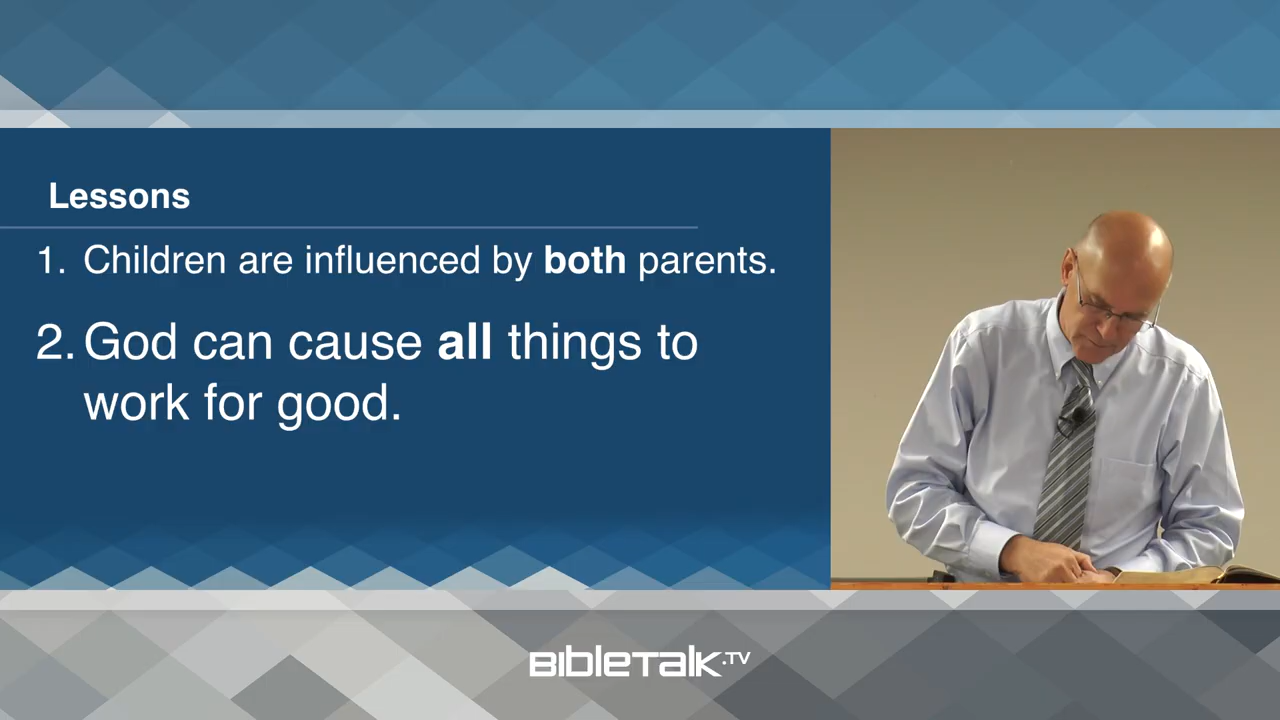 Lessons
1. Children are influenced by both parents.
2. God can cause all things to
work for good.
BIBLETALK.TV